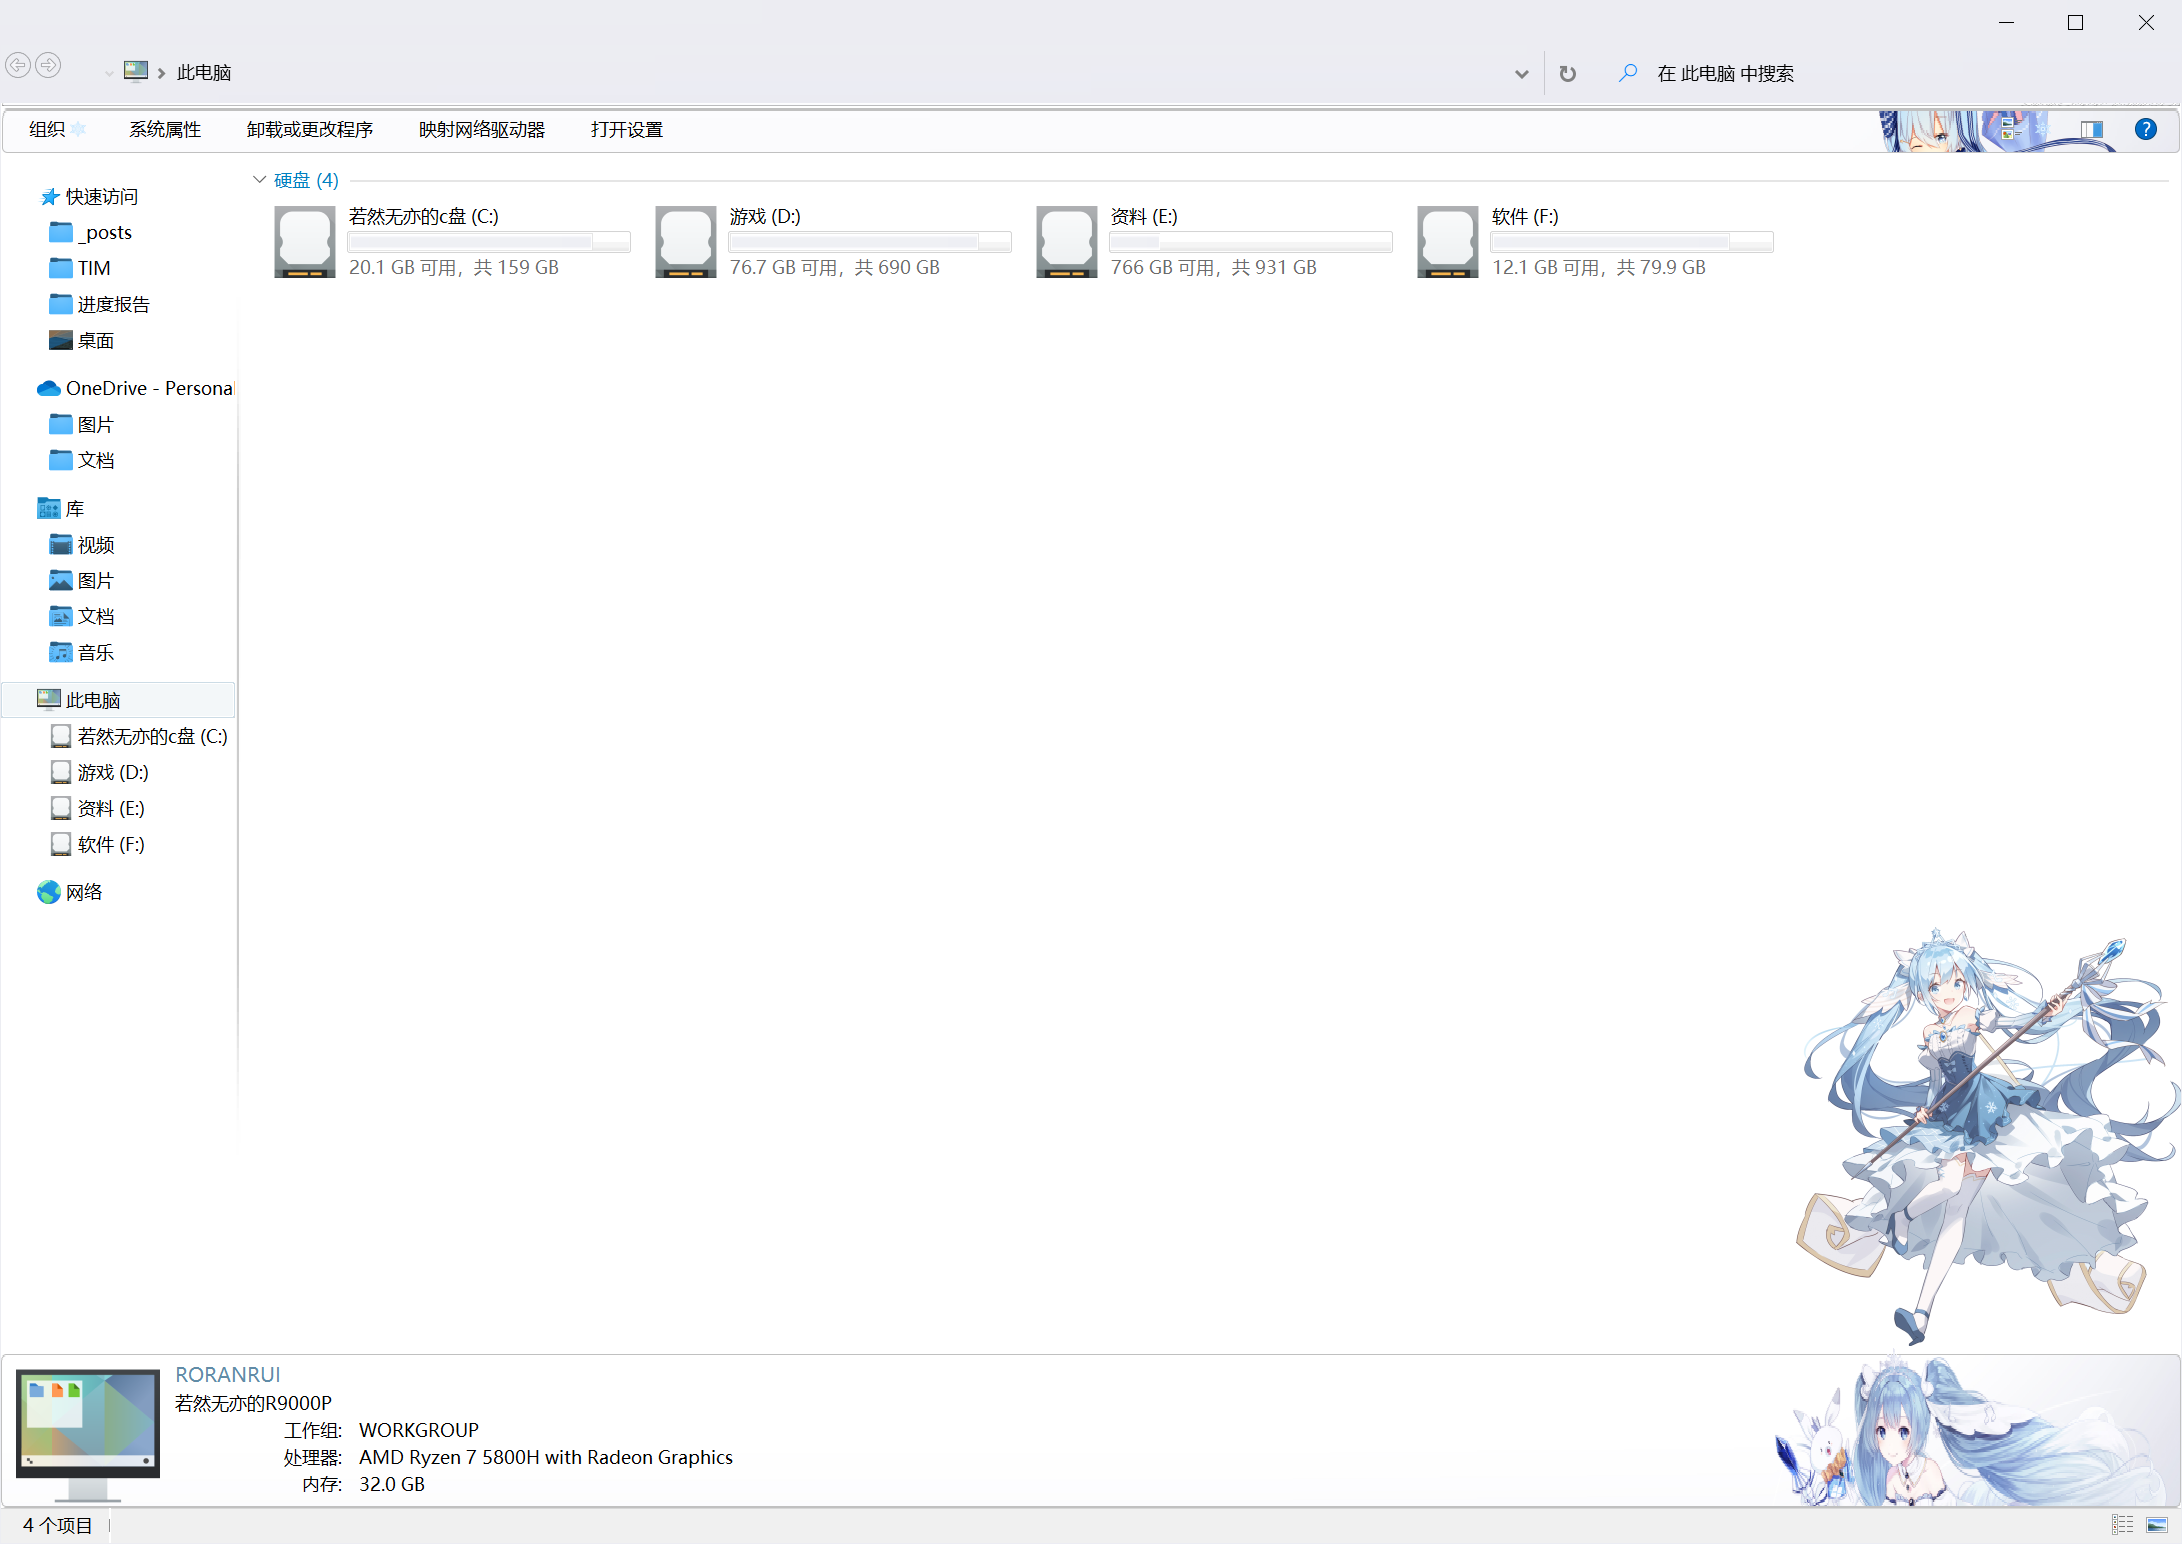 此电脑
在 此电脑 中搜索
组织 系统属性 卸载或更改程序 映射网络驱动器 打开设置
快速访问
_posts
TIM
进度报告
桌面
OneDrive - Personal
图片
文档
库
视频
图片
文档
音乐
此电脑
若然无亦的c盘 (C:)
游戏 (D:)
资料 (E:)
软件 (F:)
网络
硬盘 (4)
若然无亦的c盘 (C:)
20.1 GB 可用，共 159 GB
游戏 (D:)
76.7 GB 可用，共 690 GB
资料 (E:)
766 GB 可用，共 931 GB
软件 (F:)
12.1 GB 可用，共 79.9 GB
RORANRUI
若然无亦的R9000P
工作组: WORKGROUP
处理器: AMD Ryzen 7 5800H with Radeon Graphics
内存: 32.0 GB
4 个项目